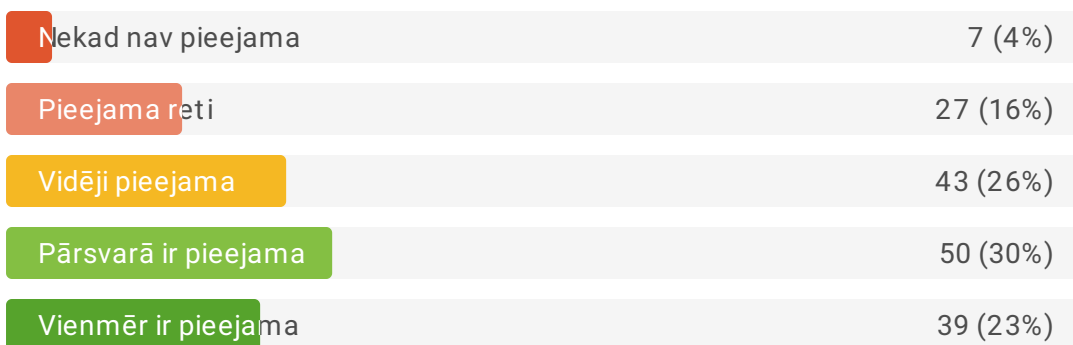 Nekad nav pieejama 7 (4%)
Pieejama reti 27 (16%)
Vidēji pieejama 43 (26%)
Pārsvarā ir pieejama 50 (30%)
Vienmēr ir pieejama 39 (23%)